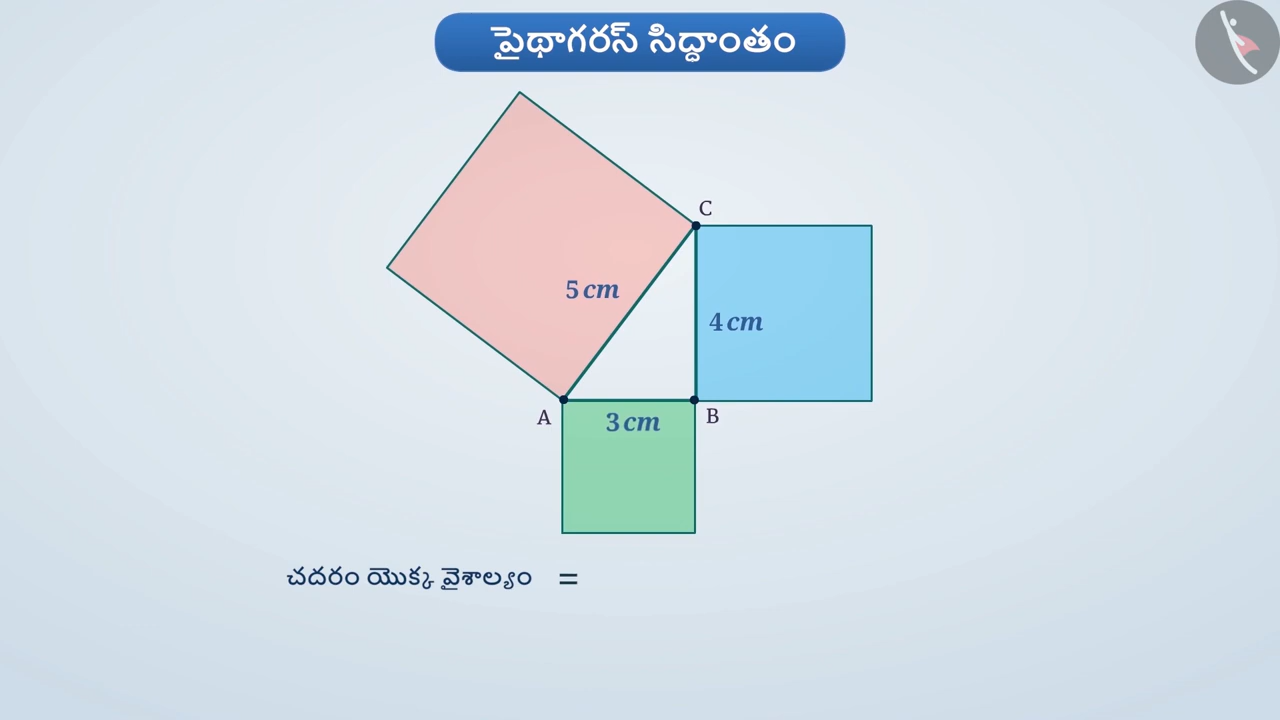 పైథాగరస్ సిద్ధాంతం
C
5 cm
4 cm
A
B
3 cm
చదరం యొక్క వైశాల్యం =